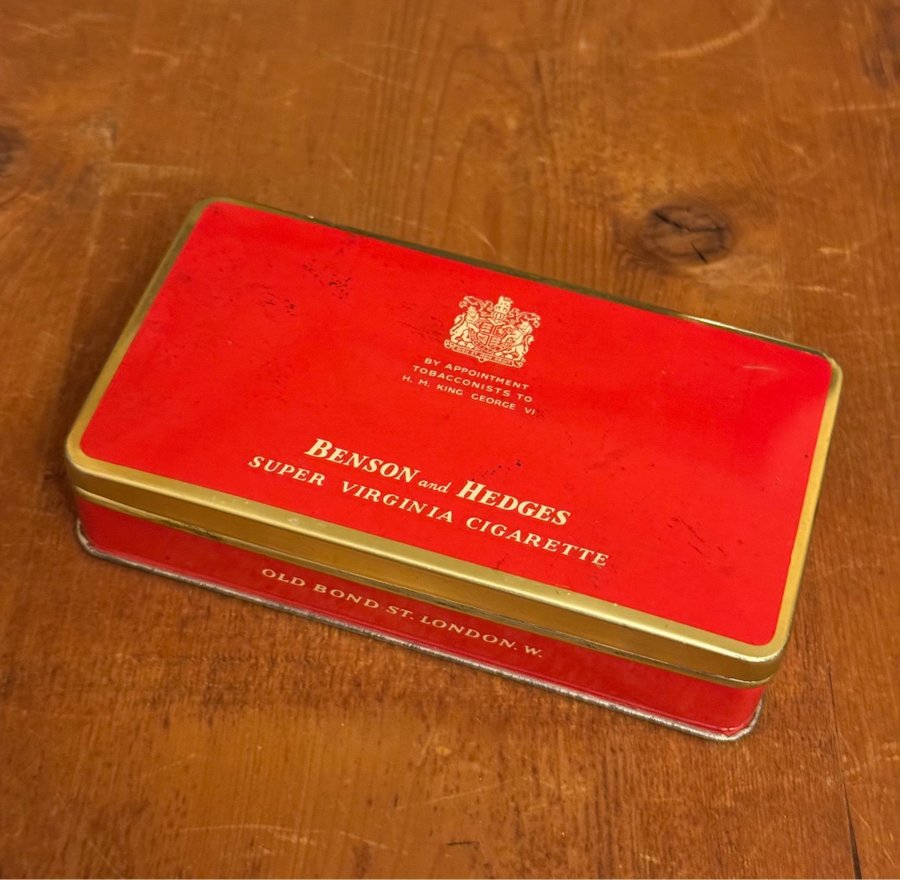 BY APPOINTMENT
TOBACCONISTS TO
H. M. KING GEORGE VI
BENSON and HEDGES
SUPER VIRGINIA CIGARETTE
OLD BOND ST. LONDON. W.